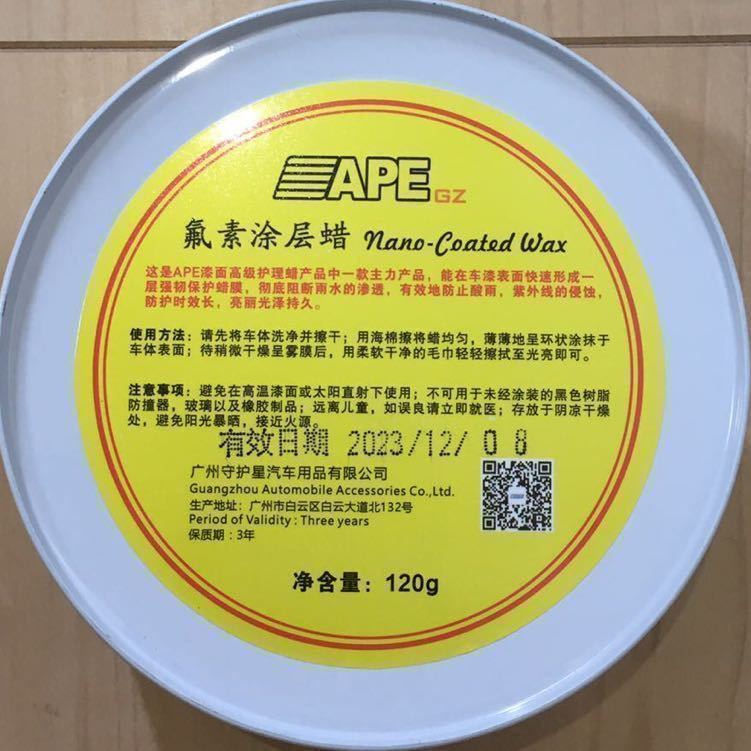 APE GZ
氟素涂层蜡 Nano-Coated Wax
这是APE漆面高级护理蜡产品中一款主力产品，能在车漆表面快速形成一
层强韧保护蜡膜，彻底阻断雨水的渗透，有效地防止酸雨，紫外线的侵蚀，
防护时效长，亮丽光泽持久。
使用方法：请先将车体洗净并擦干；用海棉擦将蜡均匀，薄薄地呈环状涂抹于
车体表面；待稍微干燥呈雾膜后，用柔软干净的毛巾轻轻擦拭至光亮即可。
注意事项：避免在高温漆面或太阳直射下使用；不可用于未经涂装的黑色树脂
防撞器，玻璃以及橡胶制品；远离儿童，如误良请立即就医；存放于阴凉干燥
处，避免阳光暴晒，接近火源。
有效日期 2023/12/08
广州守护星汽车用品有限公司
Guangzhou Automobile Accessories Co.,Ltd.
生产地址：广州市白云区白云大道北132号
Period of Validity : Three years
保质期：3年
净含量：120g